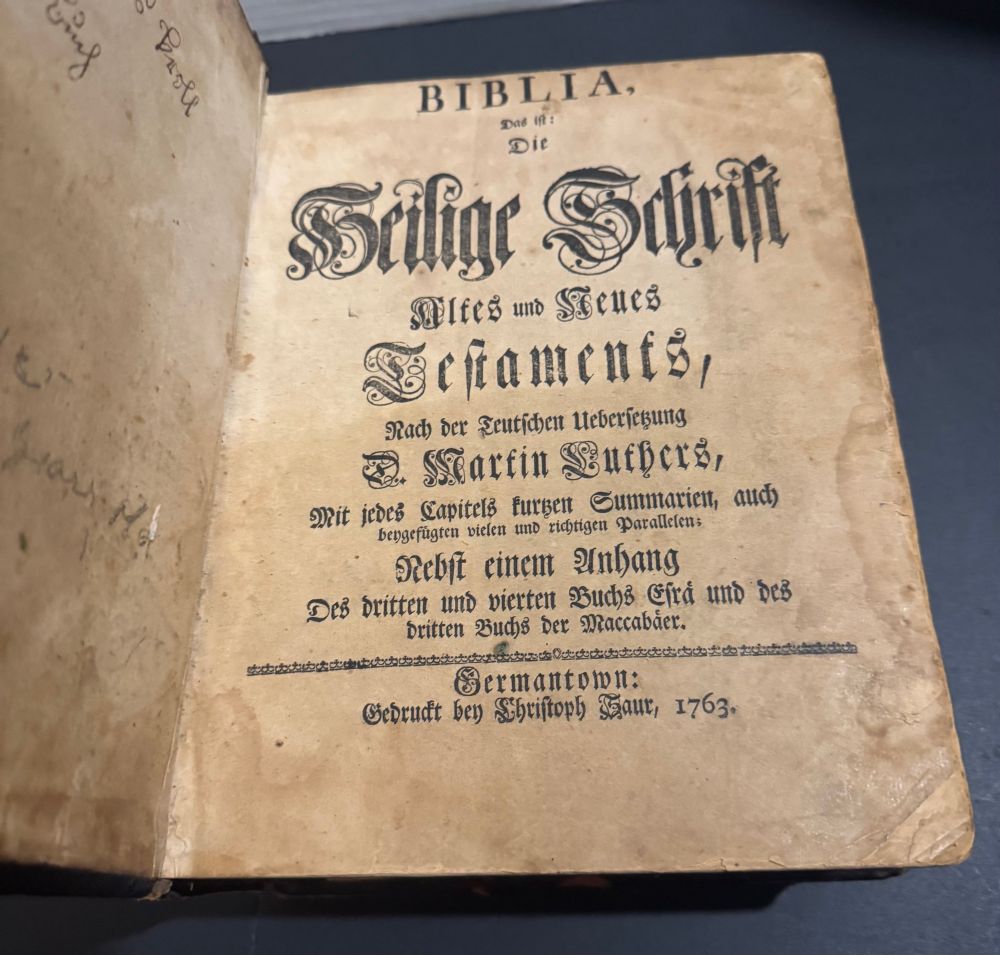 BIBLIA,
Das ist:
Die
Heilige Schrift
Altes und Neues
Testaments,
Nach der Teutschen Uebersetzung
D. Martin Luthers,
Mit jedes Capitels kurtzen Summarien, auch
beygefügten vielen und richtigen Parallelen;
Nebst einem Anhang
Des dritten und vierten Buchs Esrä und des
dritten Buchs der Maccabäer.
Germantown:
Gedruckt bey Christoph Saur, 1763.